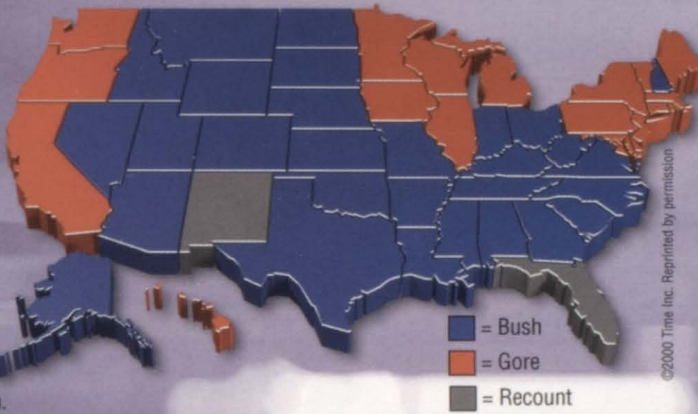 = Bush
= Gore
= Recount
©2000 Time Inc. Reprinted by permission